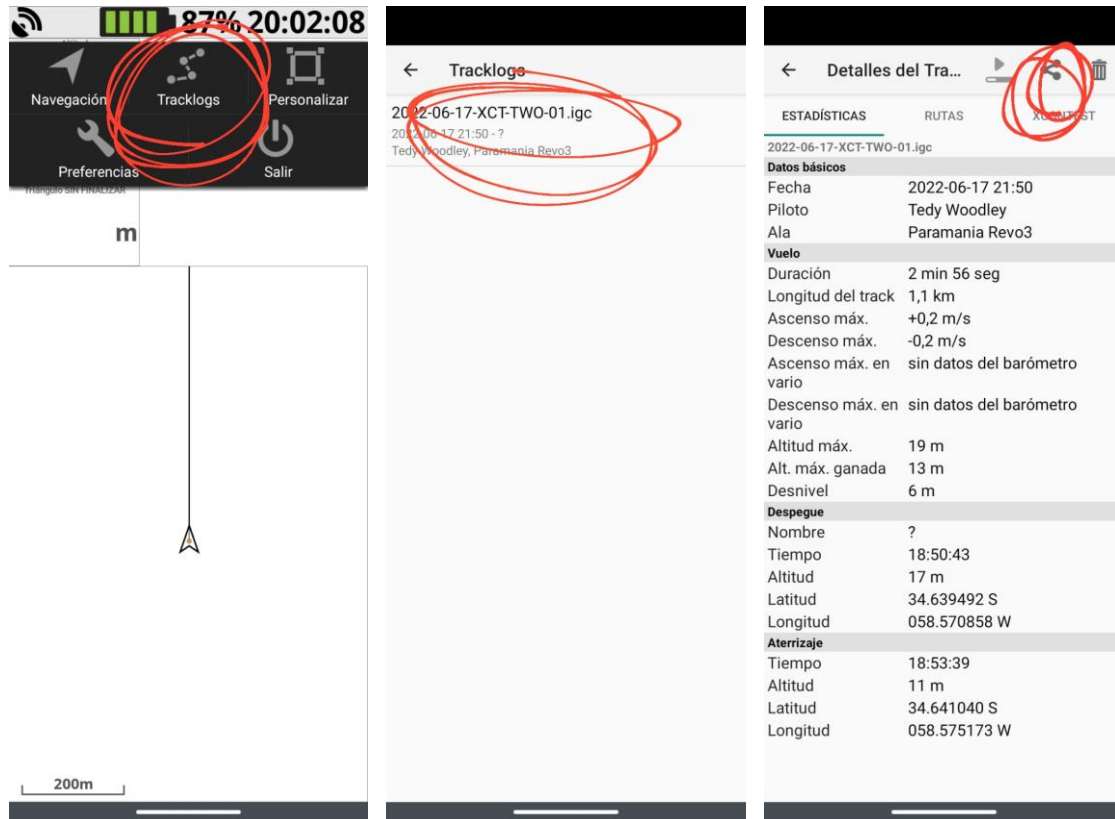 87% 20:02:08
Navegación
Tracklogs
Personalizar
Preferencias
Salir
Triángulo SIN FINALIZAR
m
200m
Tracklogs
2022-06-17-XCT-TWO-01.igc
2022-06-17 21:50 - ?
Tedy Woodley, Paramania Revo3
Detalles del Tra...
ESTADÍSTICAS
RUTAS
XCONTEST
2022-06-17-XCT-TWO-01.igc
Datos básicos
Fecha 2022-06-17 21:50
Piloto Tedy Woodley
Ala Paramania Revo3
Vuelo
Duración 2 min 56 seg
Longitud del track 1,1 km
Ascenso máx. +0,2 m/s
Descenso máx. -0,2 m/s
Ascenso máx. en sin datos del barómetro
vario
Descenso máx. en sin datos del barómetro
vario
Altitud máx. 19 m
Alt. máx. ganada 13 m
Desnivel 6 m
Despegue
Nombre ?
Tiempo 18:50:43
Altitud 17 m
Latitud 34.639492 S
Longitud 058.570858 W
Aterrizaje
Tiempo 18:53:39
Altitud 11 m
Latitud 34.641040 S
Longitud 058.575173 W